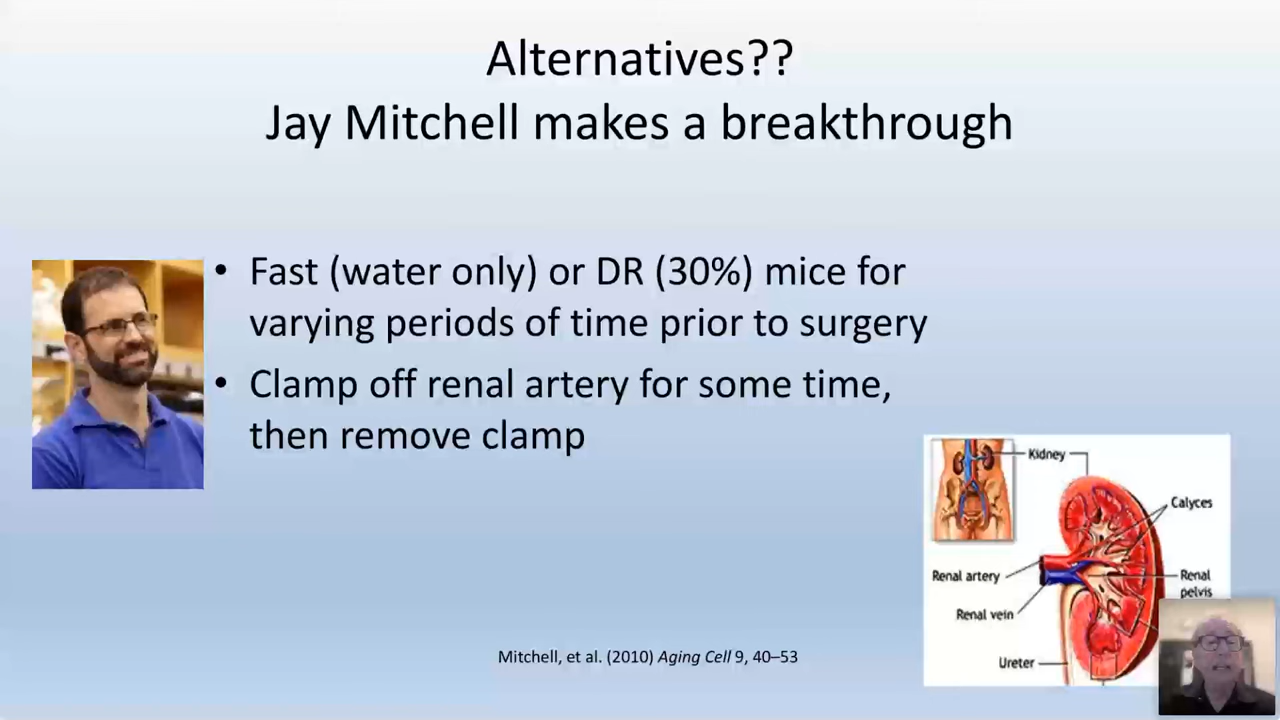 Alternatives??
Jay Mitchell makes a breakthrough
• Fast (water only) or DR (30%) mice for
varying periods of time prior to surgery
• Clamp off renal artery for some time,
then remove clamp
Kidney
Calyces
Renal artery
Renal
pelvis
Renal vein
Ureter
Mitchell, et al. (2010) Aging Cell 9, 40–53